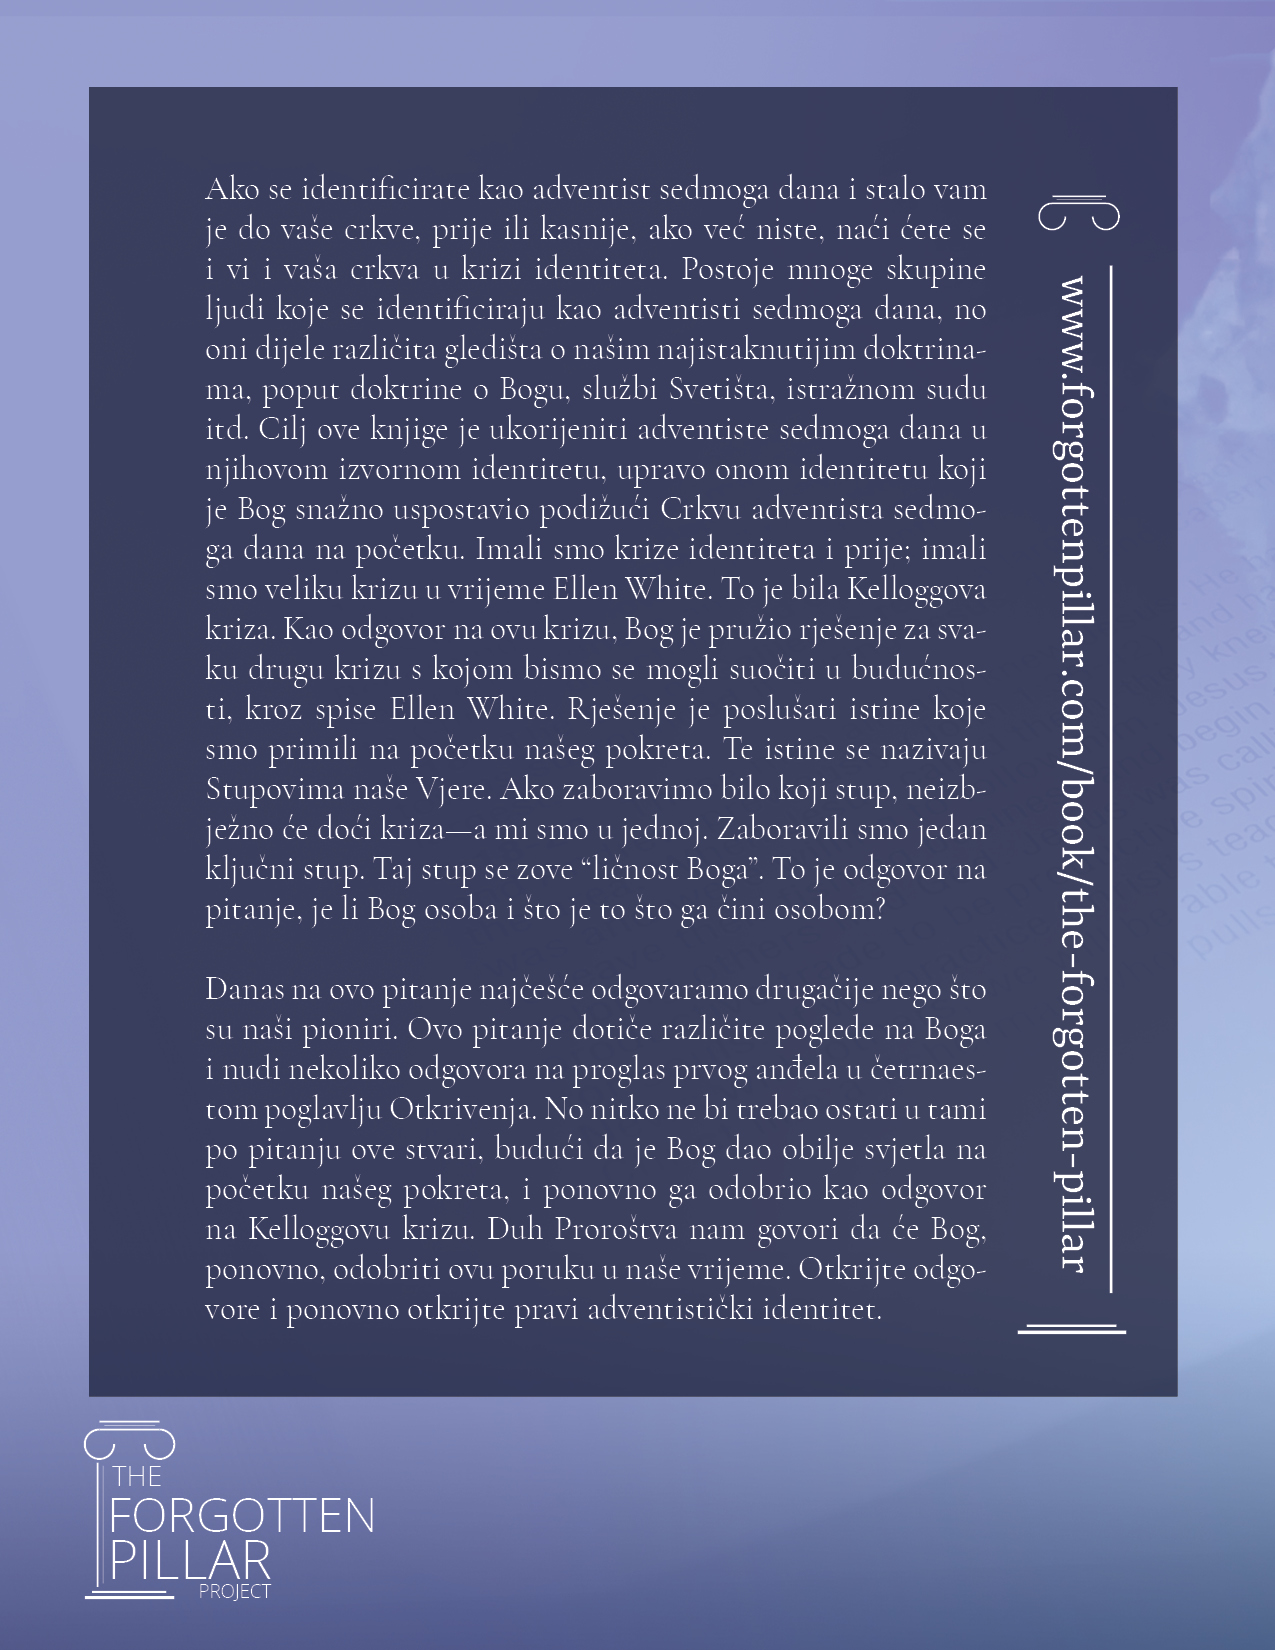 Ako se identificirate kao adventist sedmoga dana i stalo vam
je do vaše crkve, prije ili kasnije, ako već niste, naći ćete se
i vi i vaša crkva u krizi identiteta. Postoje mnoge skupine
ljudi koje se identificiraju kao adventisti sedmoga dana, no
oni dijele različita gledišta o našim najistaknutijim doktrina-
ma, poput doktrine o Bogu, službi Svetišta, istražnom sudu
itd. Cilj ove knjige je ukorijeniti adventiste sedmoga dana u
njihovom izvornom identitetu, upravo onom identitetu koji
je Bog snažno uspostavio podižući Crkvu adventista sedmo-
ga dana na početku. Imali smo krize identiteta i prije; imali
smo veliku krizu u vrijeme Ellen White. To je bila Kelloggova
kriza. Kao odgovor na ovu krizu, Bog je pružio rješenje za sva-
ku drugu krizu s kojom bismo se mogli suočiti u budućnos-
ti, kroz spise Ellen White. Rješenje je poslušati istine koje
smo primili na početku našeg pokreta. Te istine se nazivaju
Stupovima naše Vjere. Ako zaboravimo bilo koji stup, neizb-
ježno će doći kriza—a mi smo u jednoj. Zaboravili smo jedan
ključni stup. Taj stup se zove “ličnost Boga”. To je odgovor na
pitanje, je li Bog osoba i što je to što ga čini osobom?
Danas na ovo pitanje najčešće odgovaramo drugačije nego što
su naši pioniri. Ovo pitanje dotiče različite poglede na Boga
i nudi nekoliko odgovora na proglas prvog anđela u četrnaes-
tom poglavlju Otkrivenja. No nitko ne bi trebao ostati u tami
po pitanju ove stvari, budući da je Bog dao obilje svjetla na
početku našeg pokreta, i ponovno ga odobrio kao odgovor
na Kelloggovu krizu. Duh Proroštva nam govori da će Bog,
ponovno, odobriti ovu poruku u naše vrijeme. Otkrijte odgo-
vore i ponovno otkrijte pravi adventistički identitet.
www.forgottenpillar.com/book/the-forgotten-pillar
THE
FORGOTTEN
PILLAR
PROJECT